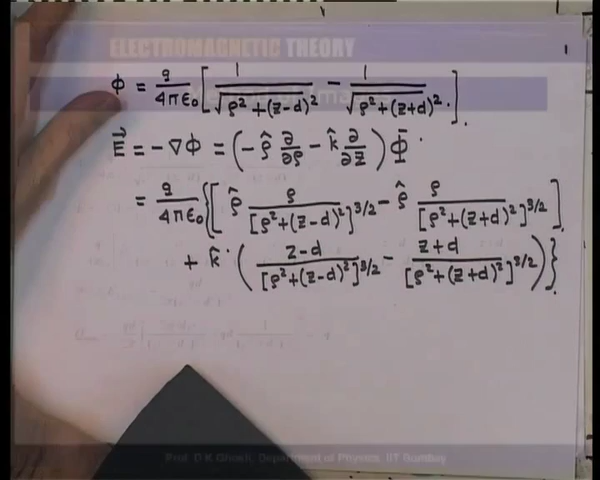 ELECTROMAGNETIC THEORY
φ = q/4πε₀ [ 1/√(ρ²+(z-d)²) − 1/√(ρ²+(z+d)²) ].
E⃗ = −∇φ = (−ρ̂ ∂/∂ρ − k̂ ∂/∂z) Φ
= q/4πε₀ {[ ρ̂ ρ/[ρ²+(z-d)²]^3/2 − ρ̂ ρ/[ρ²+(z+d)²]^3/2 ]
+ k̂ ( z-d/[ρ²+(z-d)²]^3/2 − z+d/[ρ²+(z+d)²]^3/2 )}.
Prof. D K Ghosh, Department of Physics, IIT Bombay